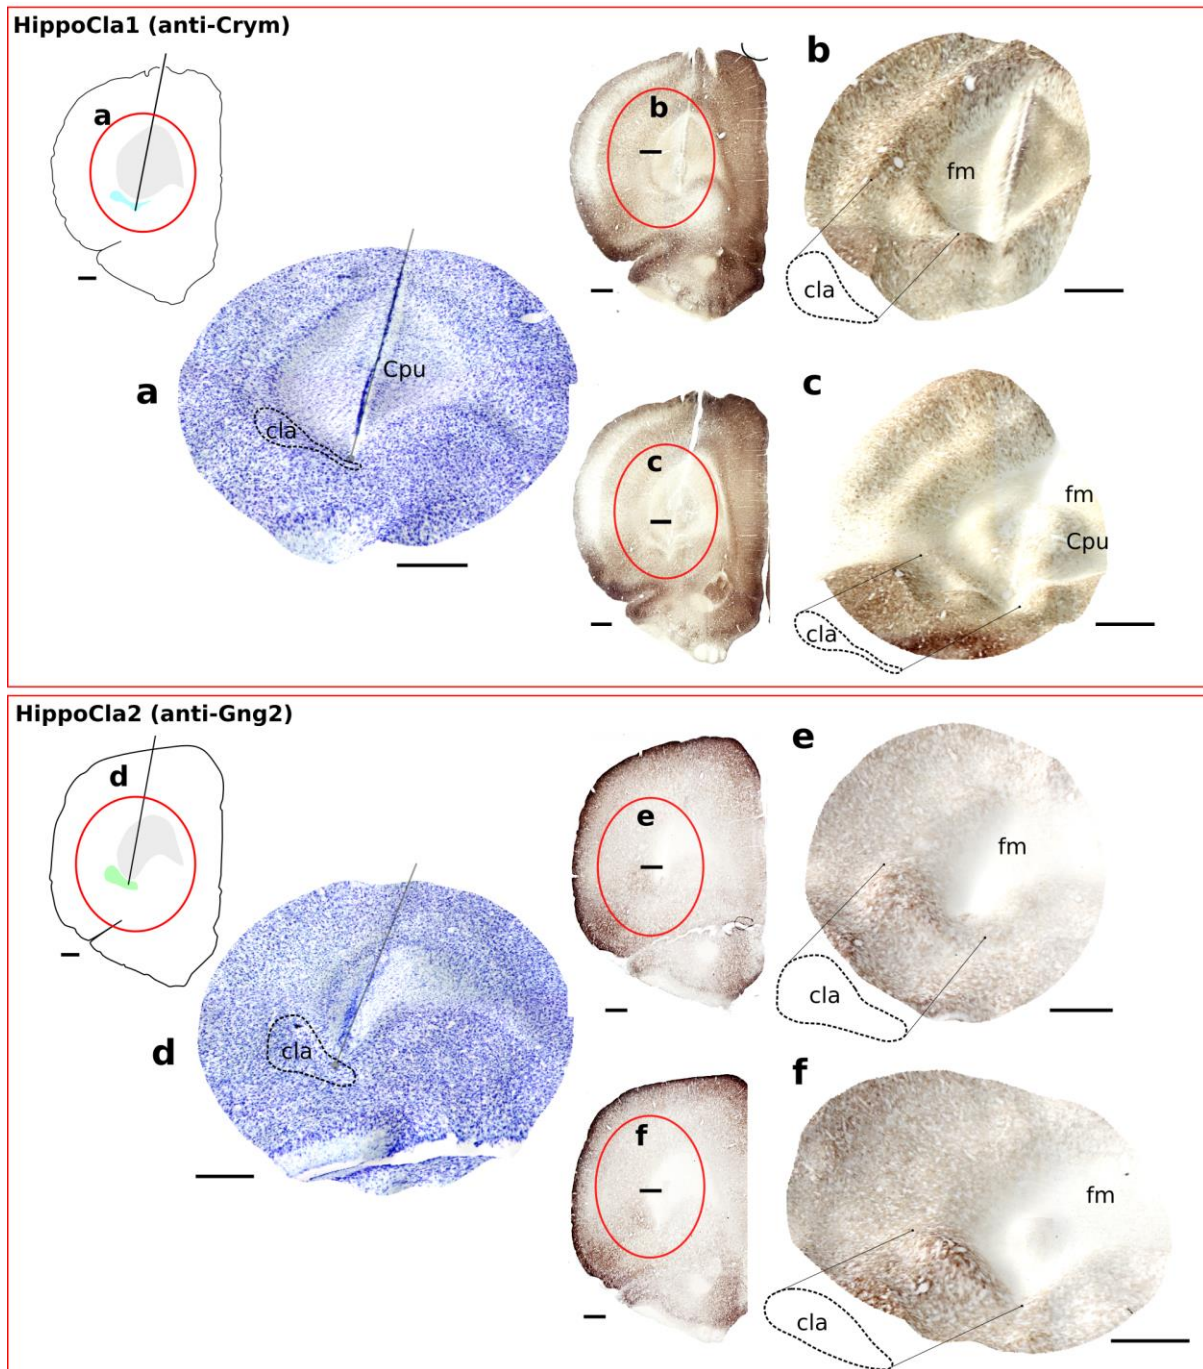 HippoCla1 (anti-Crym)
a
b
b
fm
cla
a
Cpu
cla
c
c
fm
Cpu
cla
HippoCla2 (anti-Gng2)
d
e
e
fm
cla
d
cla
f
f
fm
cla